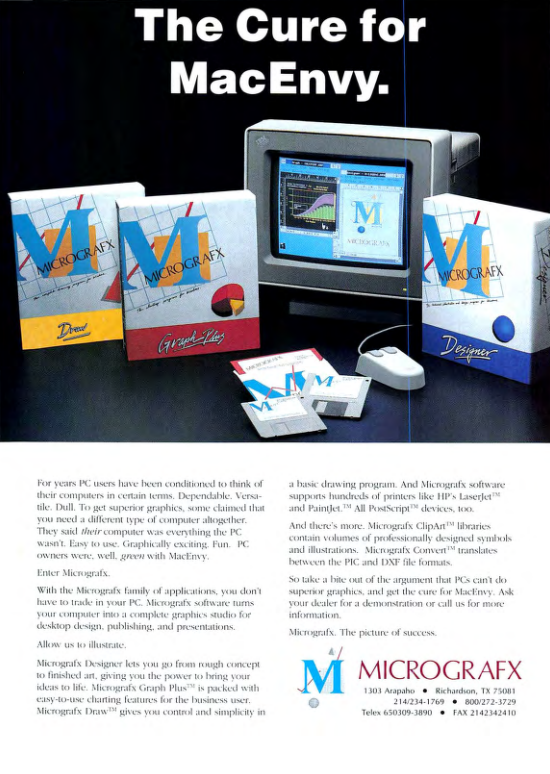 The Cure for
MacEnvy.
MICROGRAFX
Draw
MICROGRAFX
Graph Plus
MICROGRAFX
MICROGRAFX
Designer
MICROGRAFX
For years PC users have been conditioned to think of
their computers in certain terms. Dependable. Versa-
tile. Dull. To get superior graphics, some claimed that
you need a different type of computer altogether.
They said their computer was everything the PC
wasn't. Easy to use. Graphically exciting. Fun. PC
owners were, well, green with MacEnvy.
Enter Micrografx.
With the Micrografx family of applications, you don't
have to trade in your PC. Micrografx software turns
your computer into a complete graphics studio for
desktop design, publishing, and presentations.
Allow us to illustrate.
Micrografx Designer lets you go from rough concept
to finished art, giving you the power to bring your
ideas to life. Micrografx Graph Plus™ is packed with
easy-to-use charting features for the business user.
Micrografx Draw™ gives you control and simplicity in
a basic drawing program. And Micrografx software
supports hundreds of printers like HP's LaserJet™
and PaintJet.™ All PostScript™ devices, too.
And there's more. Micrografx ClipArt™ libraries
contain volumes of professionally designed symbols
and illustrations. Micrografx Convert™ translates
between the PIC and DXF file formats.
So take a bite out of the argument that PCs can't do
superior graphics, and get the cure for MacEnvy. Ask
your dealer for a demonstration or call us for more
information.
Micrografx. The picture of success.
MICROGRAFX
1303 Arapaho ● Richardson, TX 75081
214/234-1769 ● 800/272-3729
Telex 650309-3890 ● FAX 2142342410